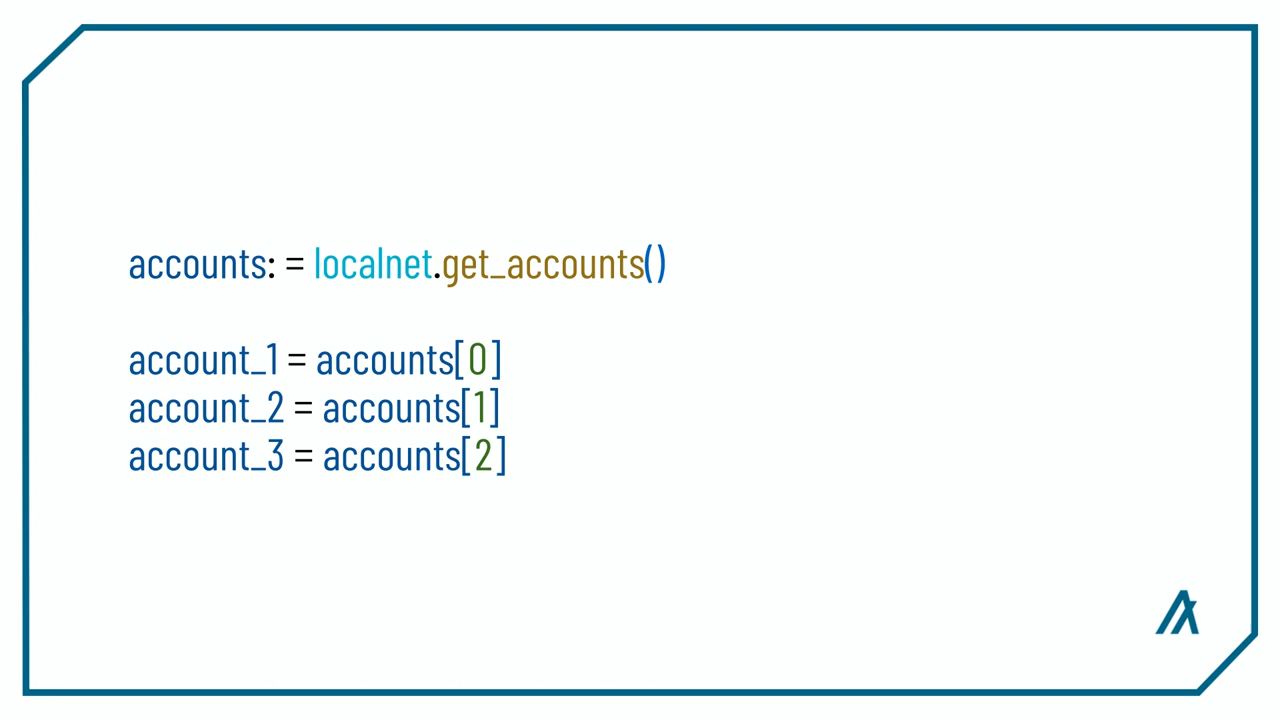 accounts: = localnet.get_accounts()
account_1 = accounts[0]
account_2 = accounts[1]
account_3 = accounts[2]